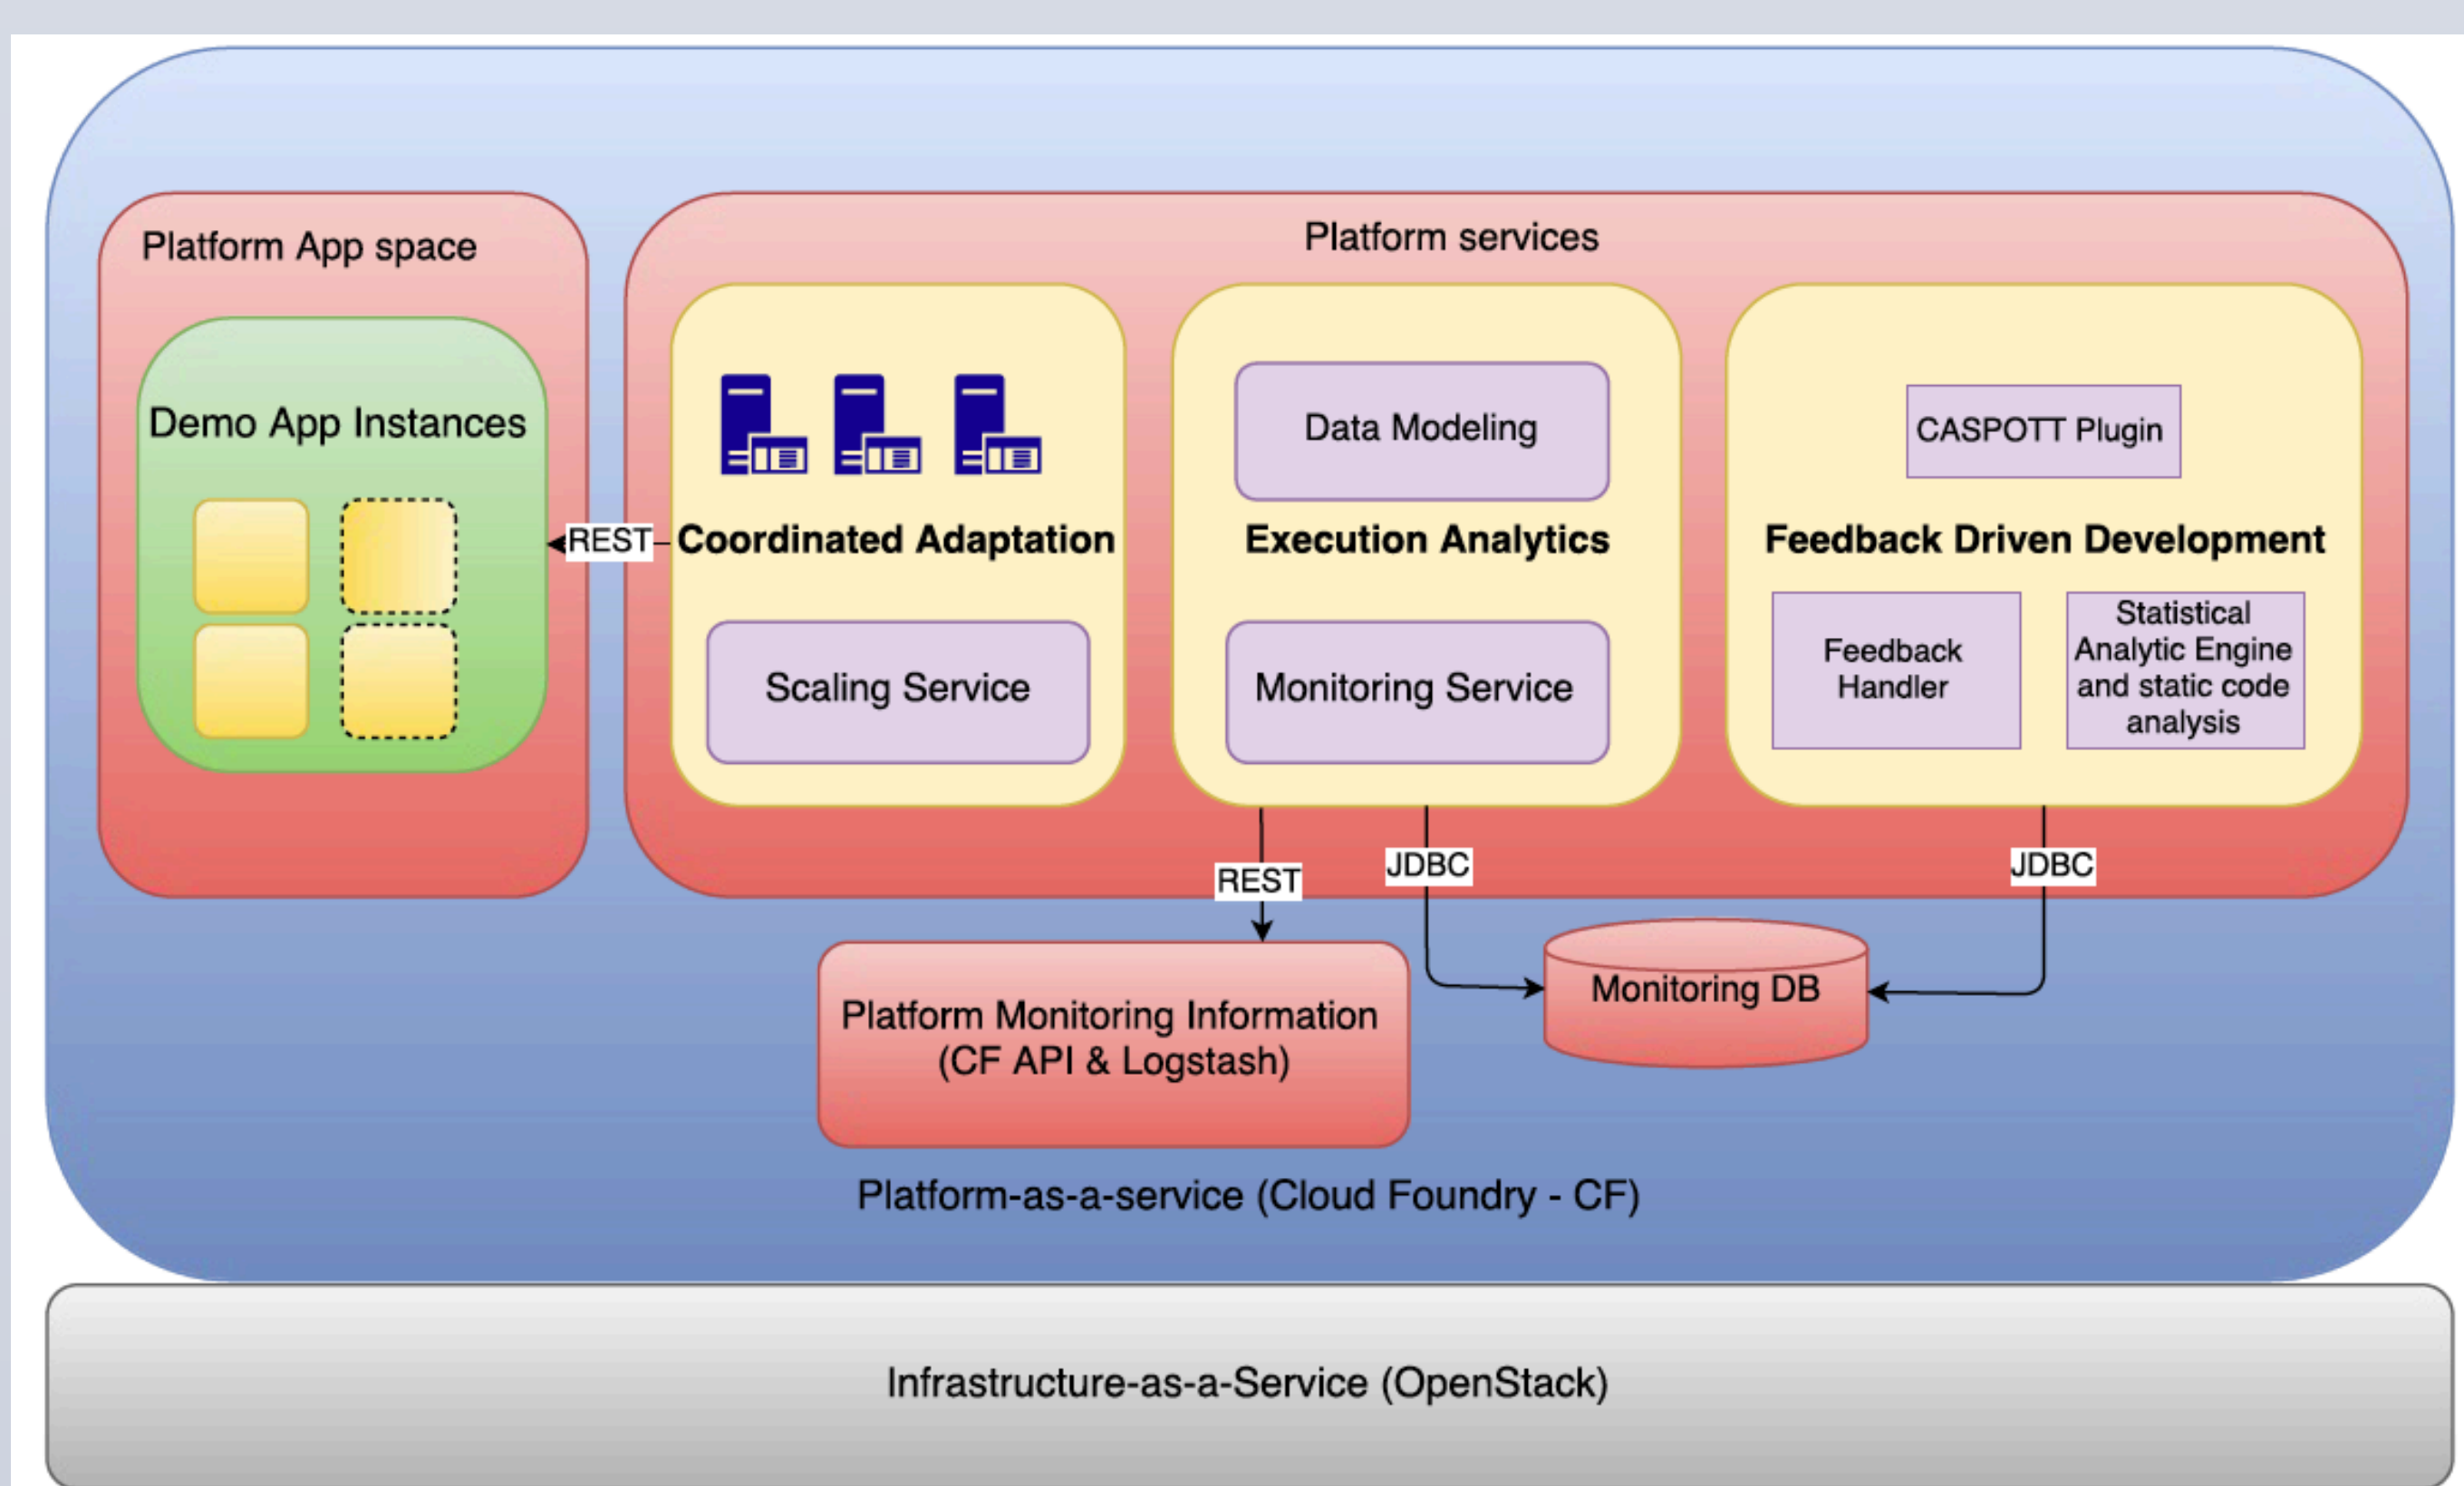 Platform App space
Platform services
Demo App Instances
REST
Coordinated Adaptation
Scaling Service
Data Modeling
Execution Analytics
Monitoring Service
CASPOTT Plugin
Feedback Driven Development
Feedback
Handler
Statistical
Analytic Engine
and static code
analysis
REST
JDBC
JDBC
Platform Monitoring Information
(CF API & Logstash)
Monitoring DB
Platform-as-a-service (Cloud Foundry - CF)
Infrastructure-as-a-Service (OpenStack)